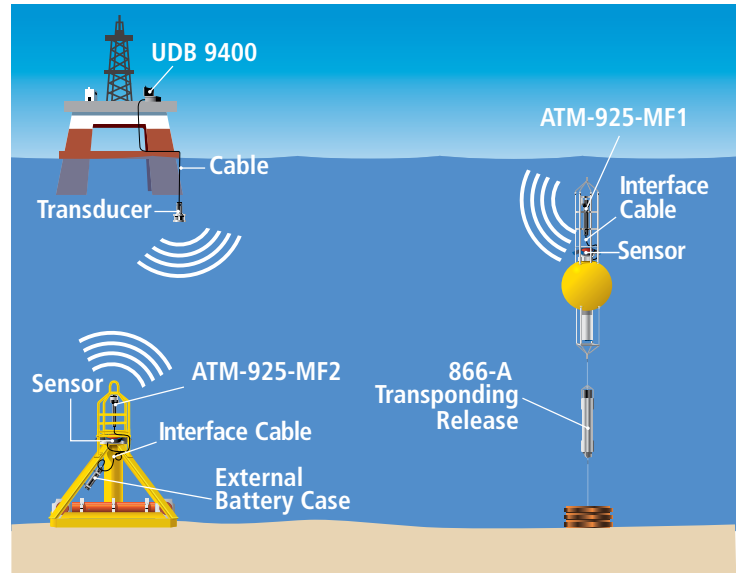 UDB 9400
Cable
Transducer
ATM-925-MF1
Interface
Cable
Sensor
866-A
Transponding
Release
ATM-925-MF2
Sensor
Interface Cable
External
Battery Case